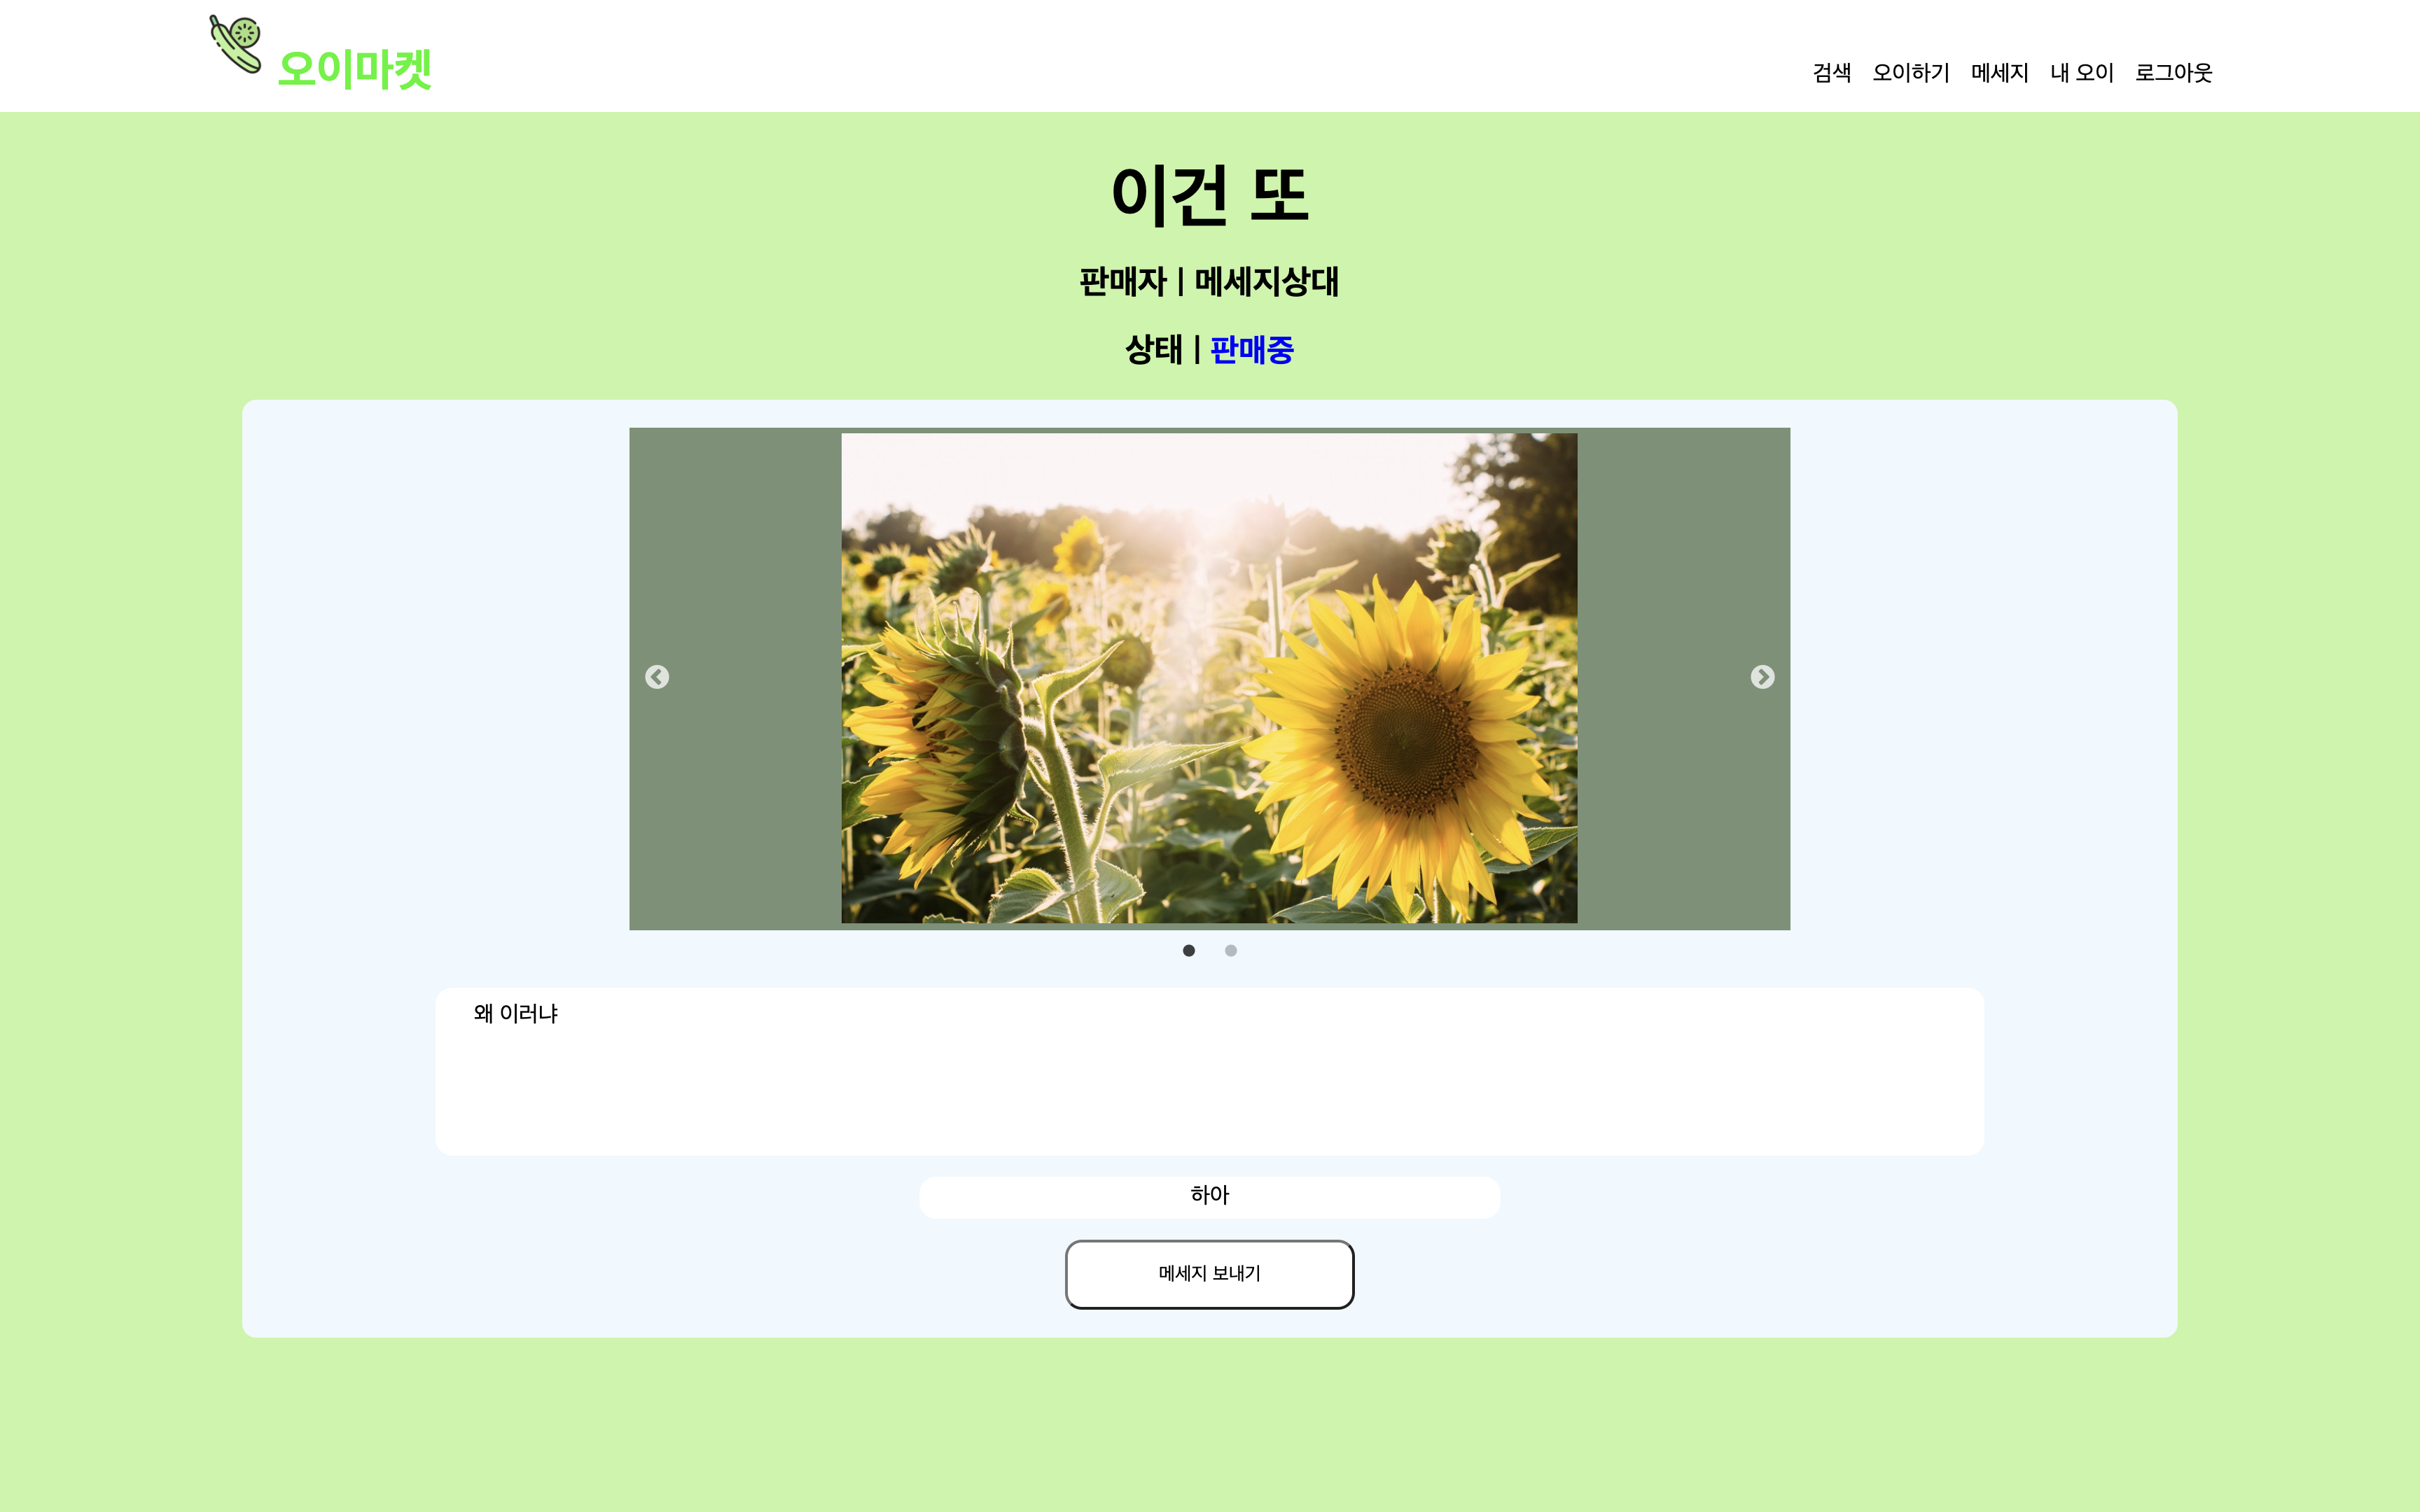 오이마켓
검색 오이하기 메세지 내 오이 로그아웃
이건 또
판매자 | 메세지상대
상태 | 판매중
왜 이러냐
하아
메세지 보내기